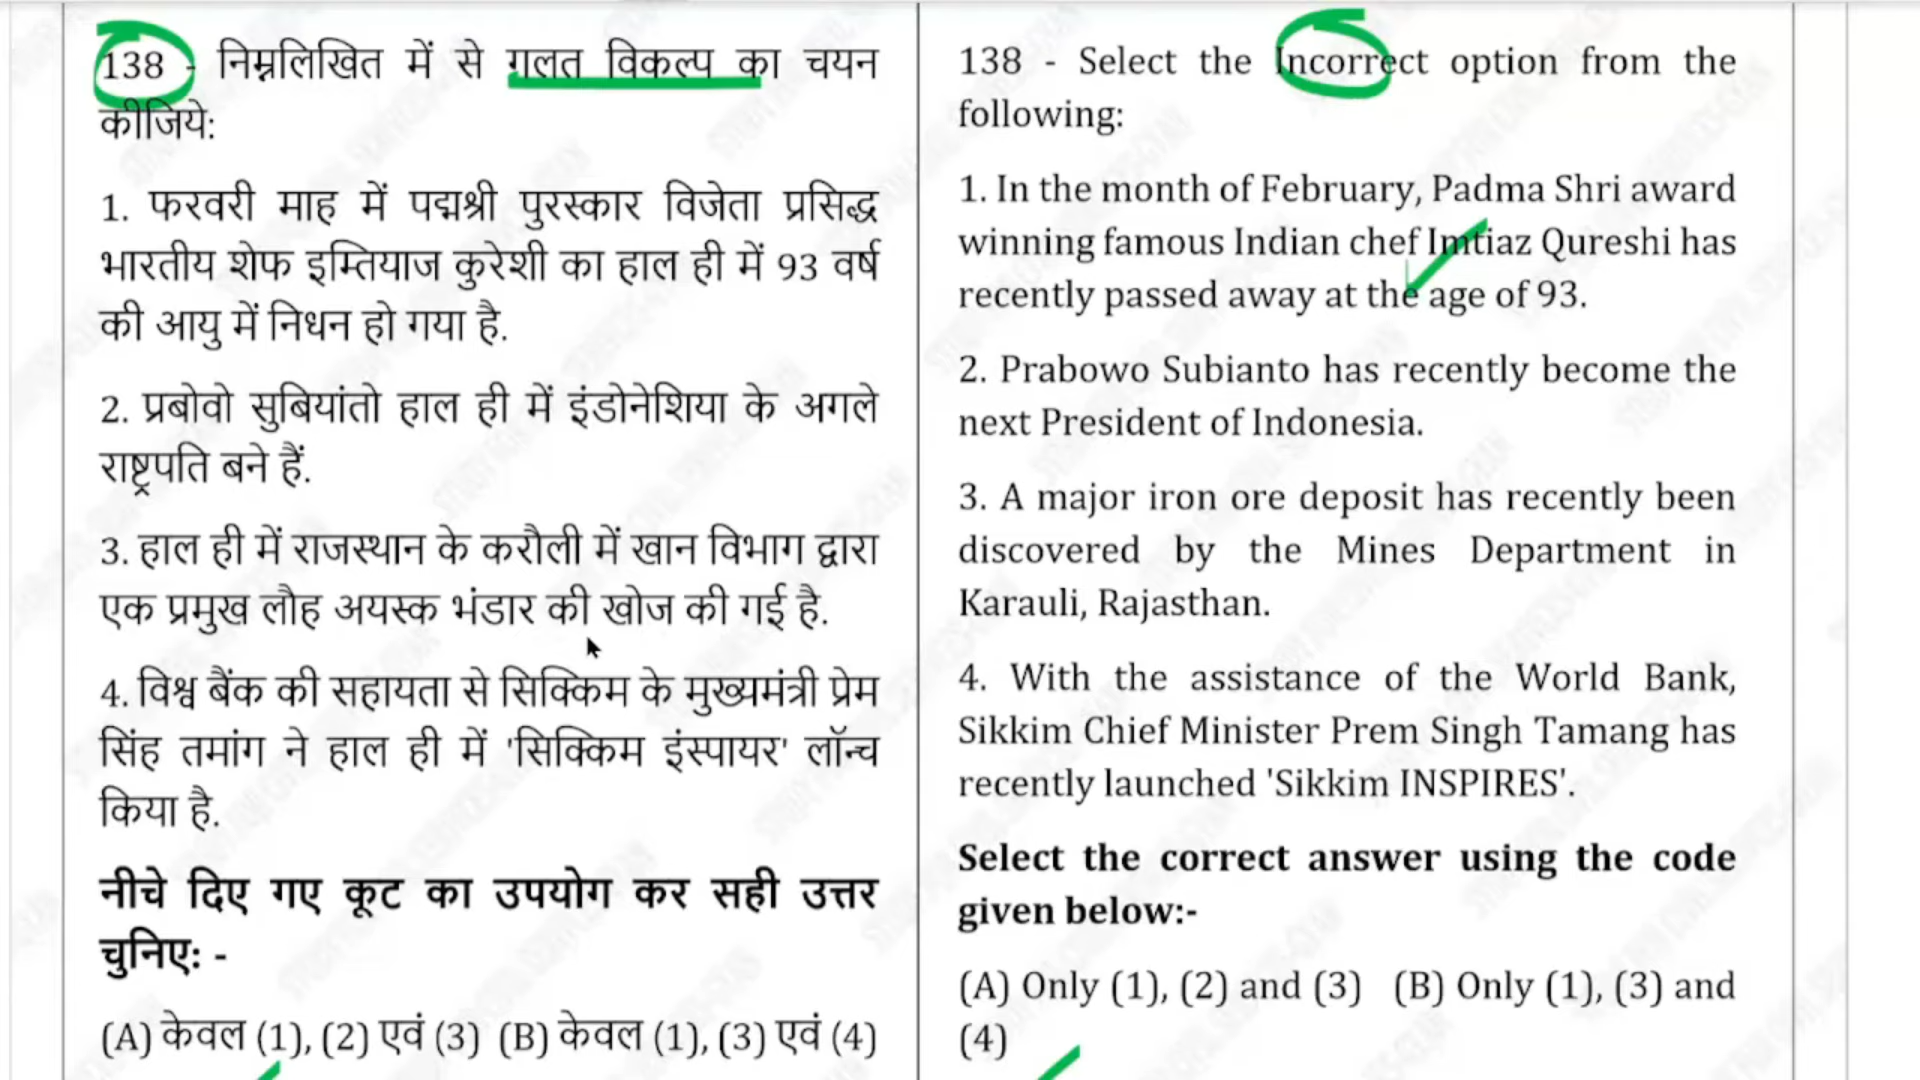 138 - निम्नलिखित में से गलत विकल्प का चयन
कीजिये:
1. फरवरी माह में पद्मश्री पुरस्कार विजेता प्रसिद्ध
भारतीय शेफ इम्तियाज कुरेशी का हाल ही में 93 वर्ष
की आयु में निधन हो गया है.
2. प्रबोवो सुबियांतो हाल ही में इंडोनेशिया के अगले
राष्ट्रपति बने हैं.
3. हाल ही में राजस्थान के करौली में खान विभाग द्वारा
एक प्रमुख लौह अयस्क भंडार की खोज की गई है.
4. विश्व बैंक की सहायता से सिक्किम के मुख्यमंत्री प्रेम
सिंह तमांग ने हाल ही में 'सिक्किम इंस्पायर' लॉन्च
किया है.
नीचे दिए गए कूट का उपयोग कर सही उत्तर
चुनिए: -
(A) केवल (1), (2) एवं (3) (B) केवल (1), (3) एवं (4)
138 - Select the Incorrect option from the
following:
1. In the month of February, Padma Shri award
winning famous Indian chef Imtiaz Qureshi has
recently passed away at the age of 93.
2. Prabowo Subianto has recently become the
next President of Indonesia.
3. A major iron ore deposit has recently been
discovered by the Mines Department in
Karauli, Rajasthan.
4. With the assistance of the World Bank,
Sikkim Chief Minister Prem Singh Tamang has
recently launched 'Sikkim INSPIRES'.
Select the correct answer using the code
given below:-
(A) Only (1), (2) and (3) (B) Only (1), (3) and
(4)